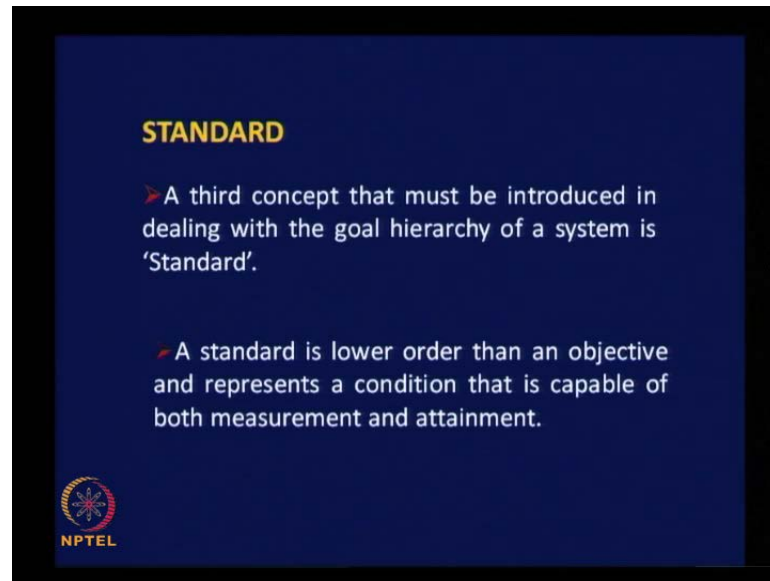 STANDARD
➤A third concept that must be introduced in
dealing with the goal hierarchy of a system is
‘Standard’.
➤A standard is lower order than an objective
and represents a condition that is capable of
both measurement and attainment.
NPTEL